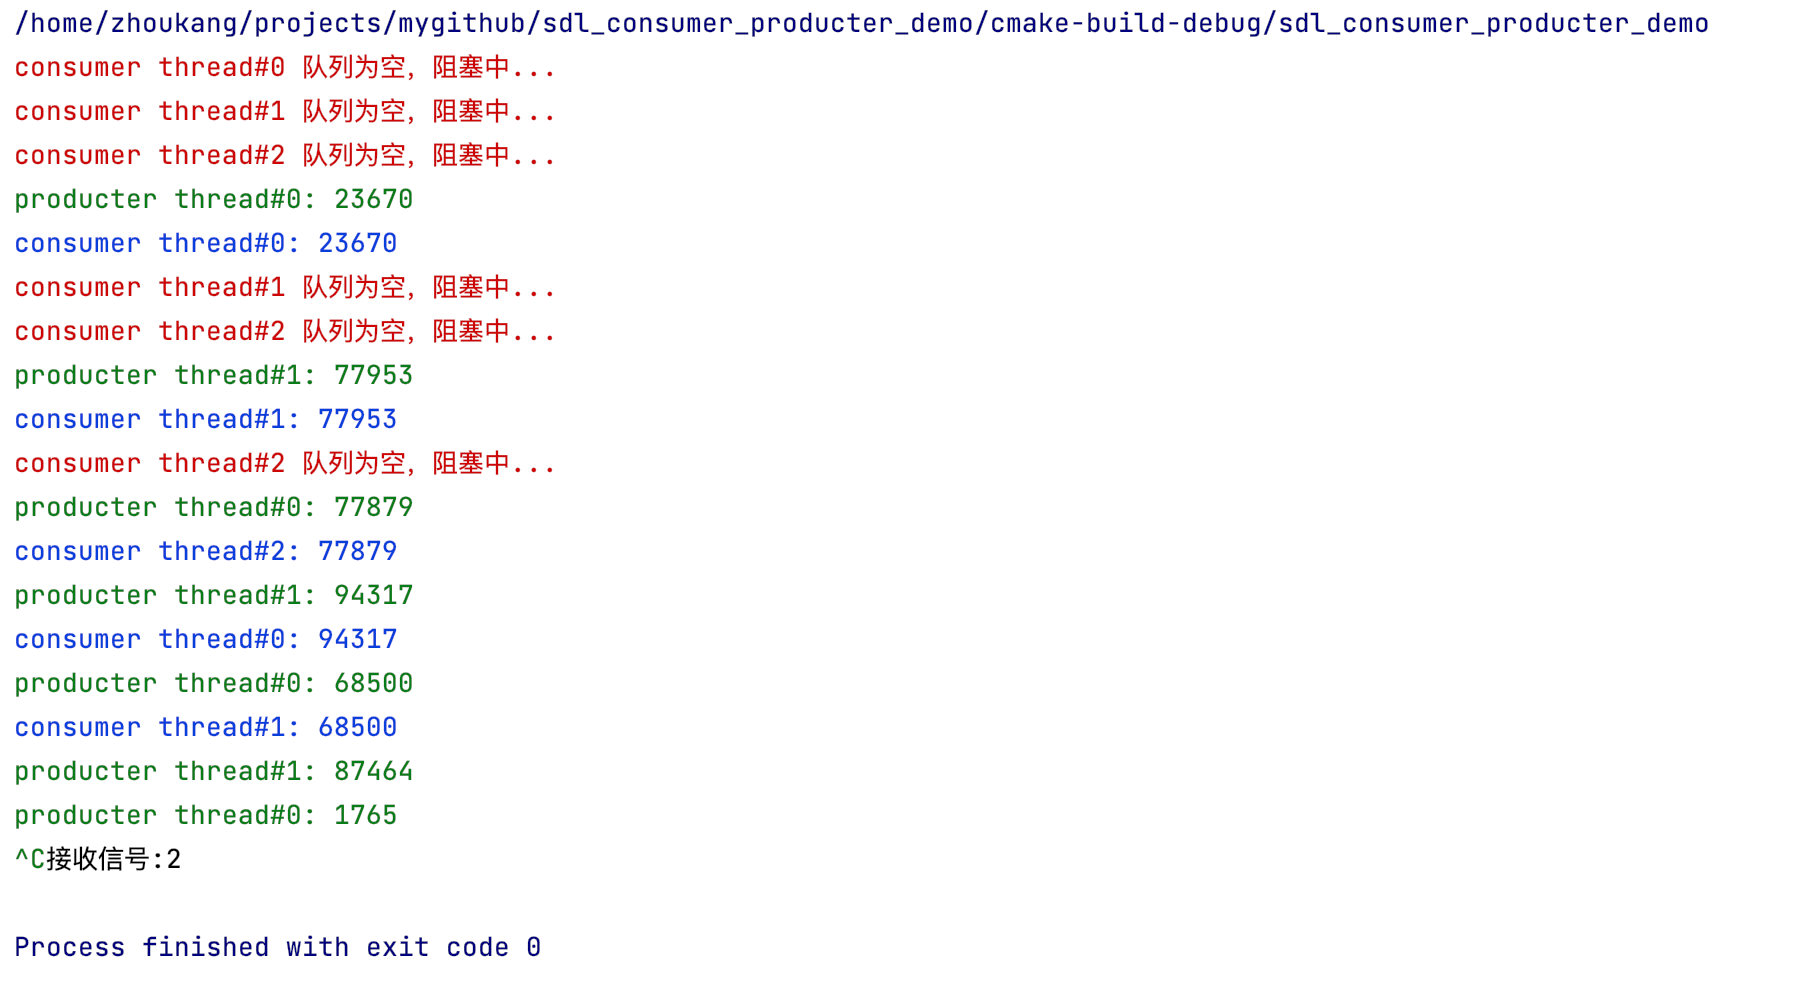 /home/zhoukang/projects/mygithub/sdl_consumer_producter_demo/cmake-build-debug/sdl_consumer_producter_demo
consumer thread#0 队列为空，阻塞中...
consumer thread#1 队列为空，阻塞中...
consumer thread#2 队列为空，阻塞中...
producter thread#0: 23670
consumer thread#0: 23670
consumer thread#1 队列为空，阻塞中...
consumer thread#2 队列为空，阻塞中...
producter thread#1: 77953
consumer thread#1: 77953
consumer thread#2 队列为空，阻塞中...
producter thread#0: 77879
consumer thread#2: 77879
producter thread#1: 94317
consumer thread#0: 94317
producter thread#0: 68500
consumer thread#1: 68500
producter thread#1: 87464
producter thread#0: 1765
^C接收信号:2
Process finished with exit code 0